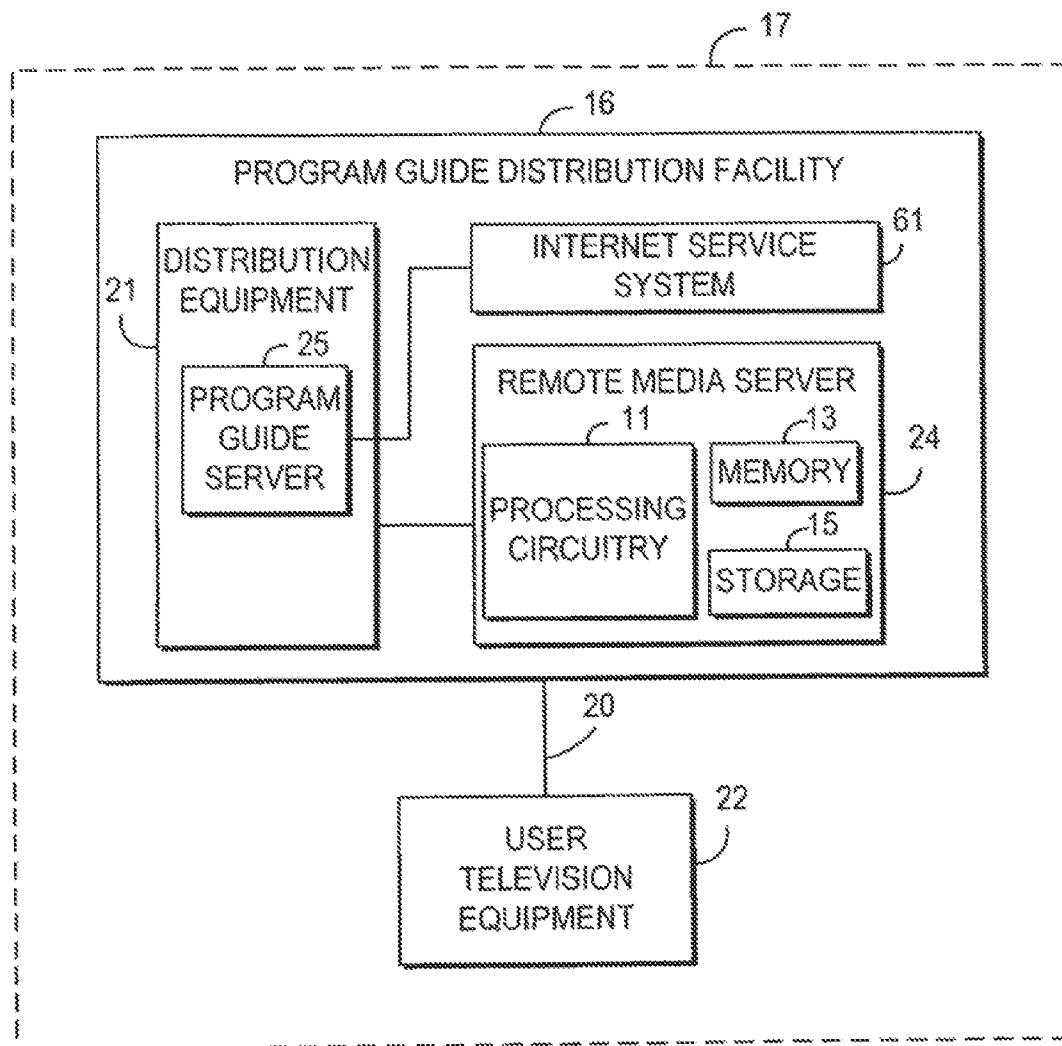 17
16
PROGRAM GUIDE DISTRIBUTION FACILITY
DISTRIBUTION
EQUIPMENT
21
25
PROGRAM
GUIDE
SERVER
INTERNET SERVICE
SYSTEM
61
REMOTE MEDIA SERVER
11
PROCESSING
CIRCUITRY
13
MEMORY
24
15
STORAGE
20
USER
TELEVISION
EQUIPMENT
22